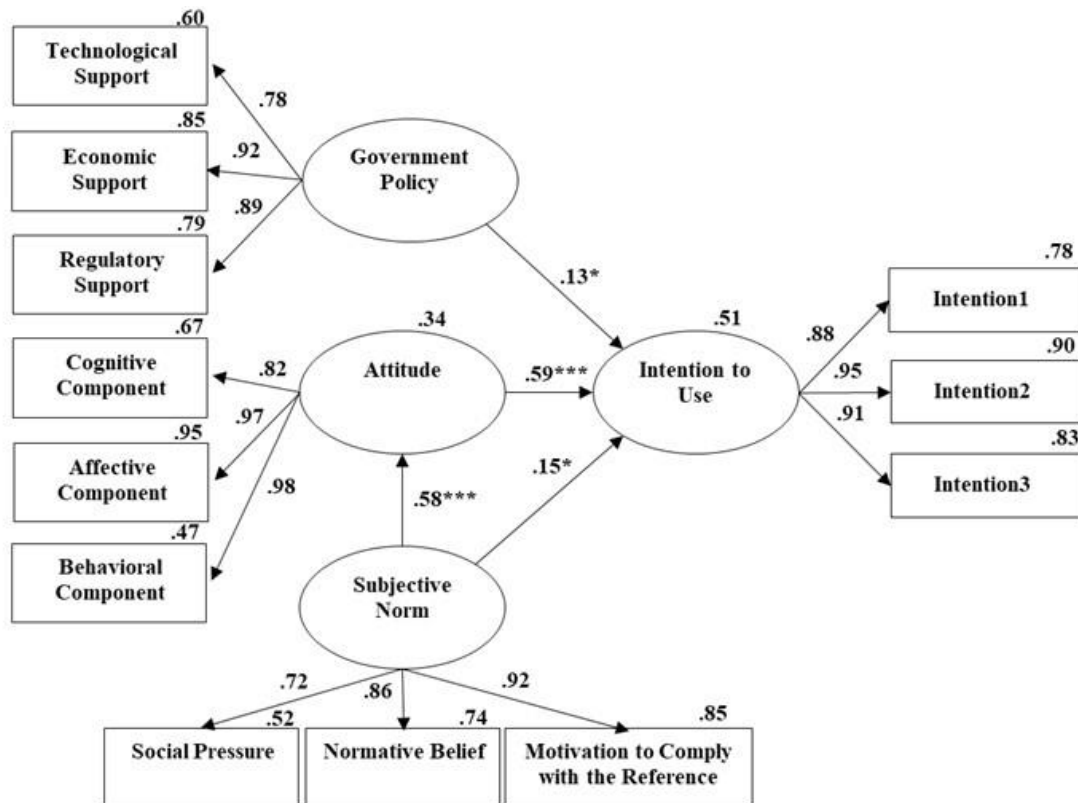 .60
Technological
Support
.78
.85
Economic
Support
.92
Government
Policy
.89
.79
Regulatory
Support
.13*
.78
Intention1
.67
Cognitive
Component
.82
.34
Attitude
.59***
.51
Intention to
Use
.88
.90
.95
Intention2
.91
.97
.95
Affective
Component
.98
.58***
.15*
.83
Intention3
.47
Behavioral
Component
Subjective
Norm
.72
.86
.92
.52
Social Pressure
.74
Normative Belief
.85
Motivation to Comply
with the Reference